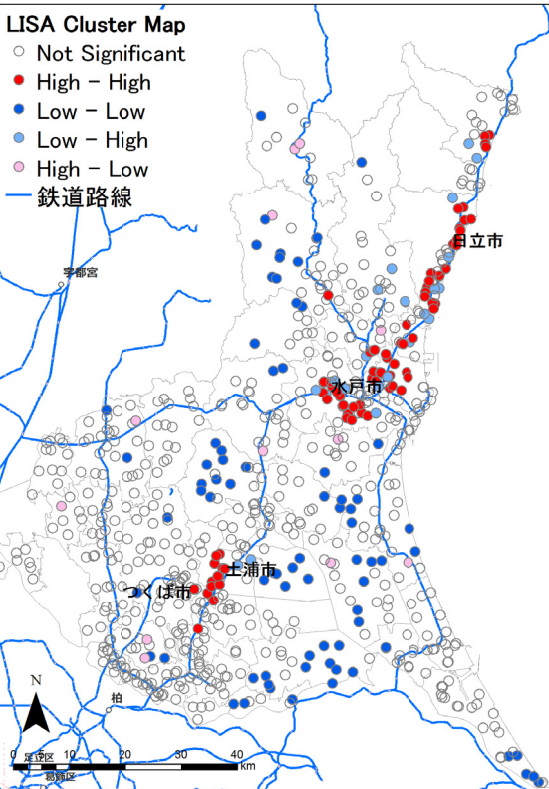 LISA Cluster Map
Not Significant
High - High
Low - Low
Low - High
High - Low
鉄道路線
日立市
宇都宮
水戸市
土浦市
つくば市
N
柏
0 5 10 20 30 40
km
足立区
葛飾区